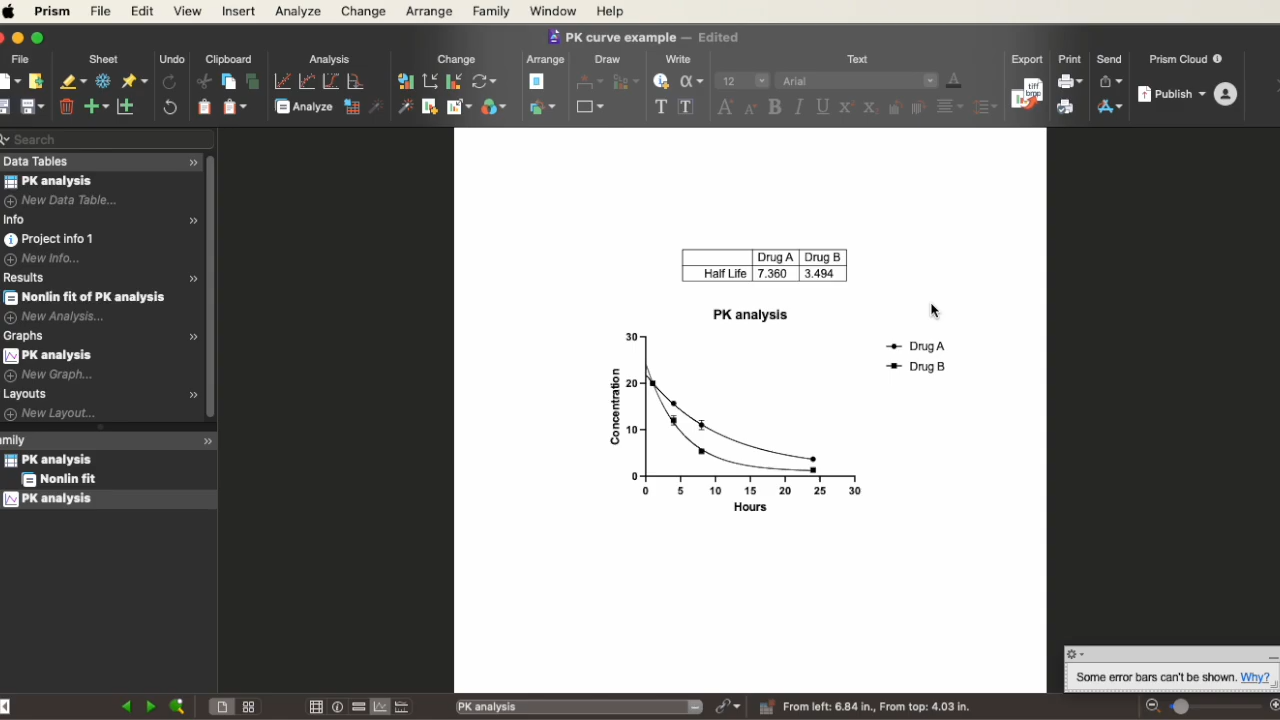 Prism File Edit View Insert Analyze Change Arrange Family Window Help
PK curve example — Edited
File Sheet Undo Clipboard Analysis Change Arrange Draw Write Text Export Print Send Prism Cloud
12 Arial
tiff
bmp
Analyze
Publish
Search
Data Tables
PK analysis
New Data Table...
Info
Project info 1
New Info...
Results
Nonlin fit of PK analysis
New Analysis...
Graphs
PK analysis
New Graph...
Layouts
New Layout...
mily
PK analysis
Nonlin fit
PK analysis
Drug A Drug B
Half Life 7.360 3.494
PK analysis
Drug A
Drug B
Concentration
30
20
10
0
0 5 10 15 20 25 30
Hours
Some error bars can't be shown. Why?
PK analysis
From left: 6.84 in., From top: 4.03 in.